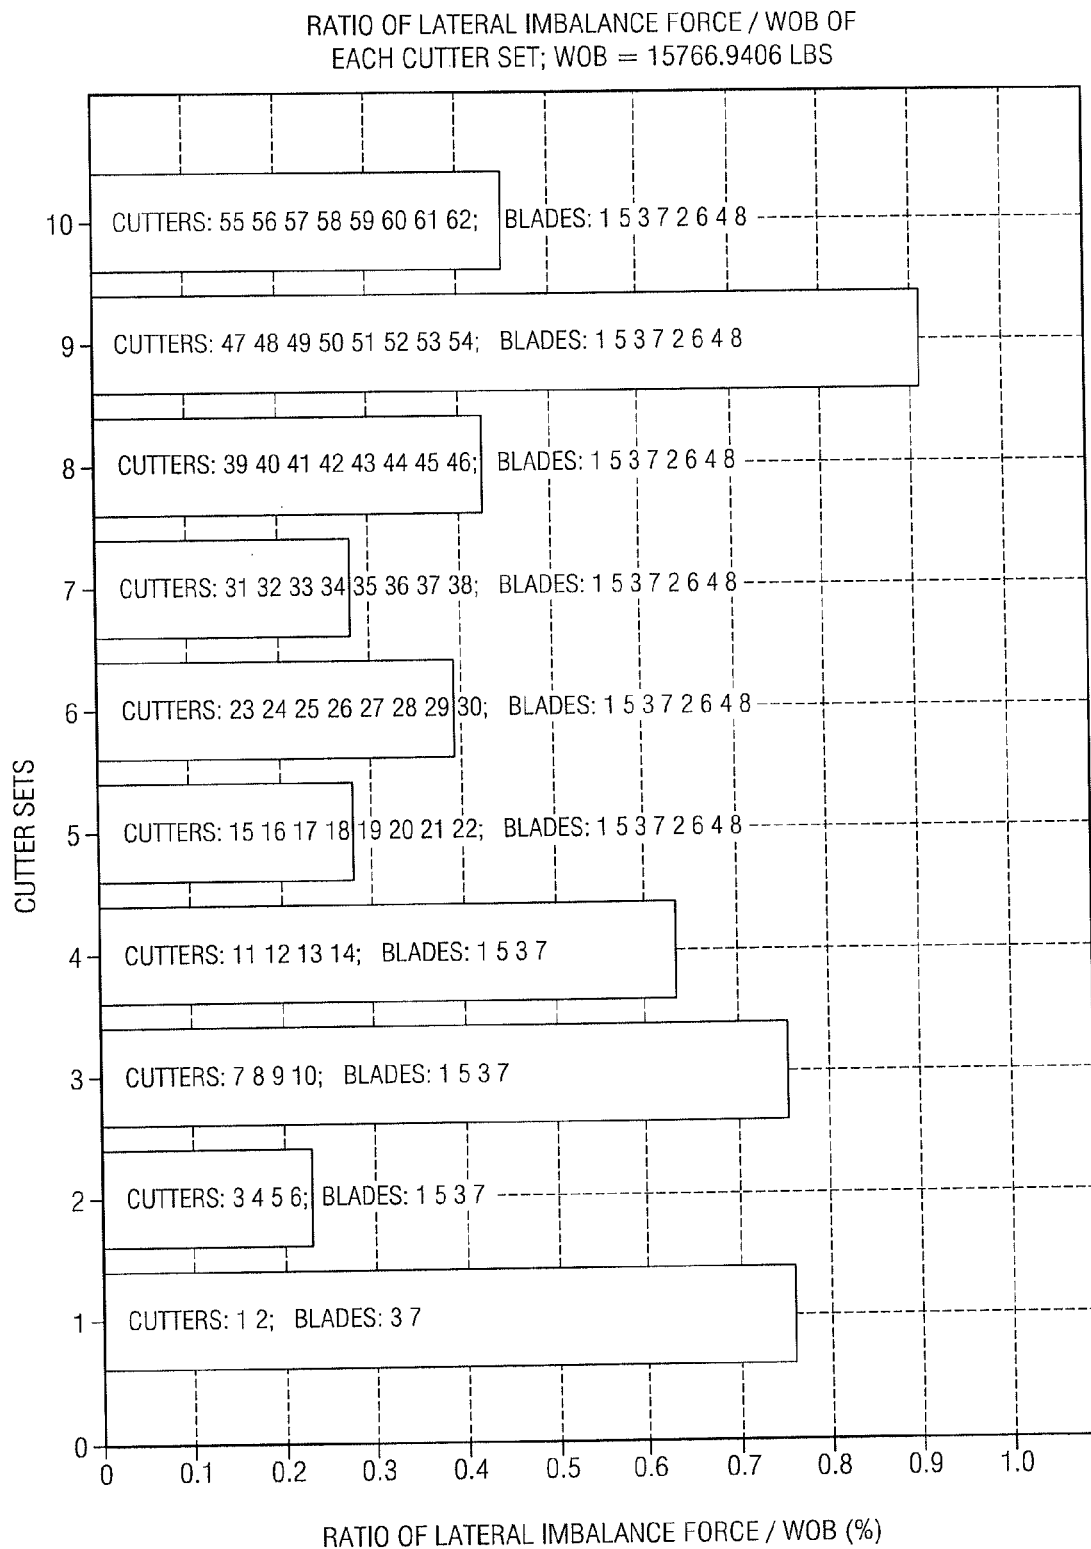 RATIO OF LATERAL IMBALANCE FORCE / WOB OF
EACH CUTTER SET; WOB = 15766.9406 LBS
10
CUTTERS: 55 56 57 58 59 60 61 62; BLADES: 1 5 3 7 2 6 4 8
9
CUTTERS: 47 48 49 50 51 52 53 54; BLADES: 1 5 3 7 2 6 4 8
8
CUTTERS: 39 40 41 42 43 44 45 46; BLADES: 1 5 3 7 2 6 4 8
7
CUTTERS: 31 32 33 34 35 36 37 38; BLADES: 1 5 3 7 2 6 4 8
6
CUTTERS: 23 24 25 26 27 28 29 30; BLADES: 1 5 3 7 2 6 4 8
5
CUTTERS: 15 16 17 18 19 20 21 22; BLADES: 1 5 3 7 2 6 4 8
4
CUTTERS: 11 12 13 14; BLADES: 1 5 3 7
3
CUTTERS: 7 8 9 10; BLADES: 1 5 3 7
2
CUTTERS: 3 4 5 6; BLADES: 1 5 3 7
1
CUTTERS: 1 2; BLADES: 3 7
0
CUTTER SETS
0 0.1 0.2 0.3 0.4 0.5 0.6 0.7 0.8 0.9 1.0
RATIO OF LATERAL IMBALANCE FORCE / WOB (%)